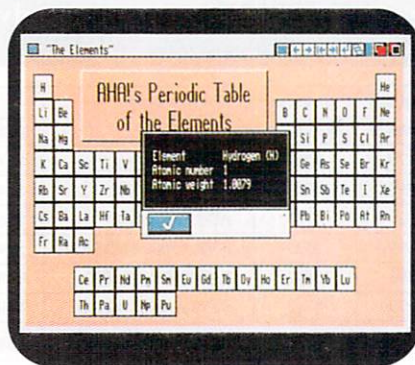 "The Elements"
AHA!'s Periodic Table
of the Elements
H He
Li Be B C N O F Ne
Na Mg Si P S Cl Ar
K Ca Sc Ti V Ge As Se Br Kr
Rb Sr Y Zr Nb Sn Sb Te I Xe
Cs Ba La Hf Ta Pb Bi Po At Rn
Fr Ra Ac
Element Hydrogen (H)
Atomic number 1
Atomic weight 1.0079
Ce Pr Nd Pm Sm Eu Gd Tb Dy Ho Er Tm Yb Lu
Th Pa U Np Pu